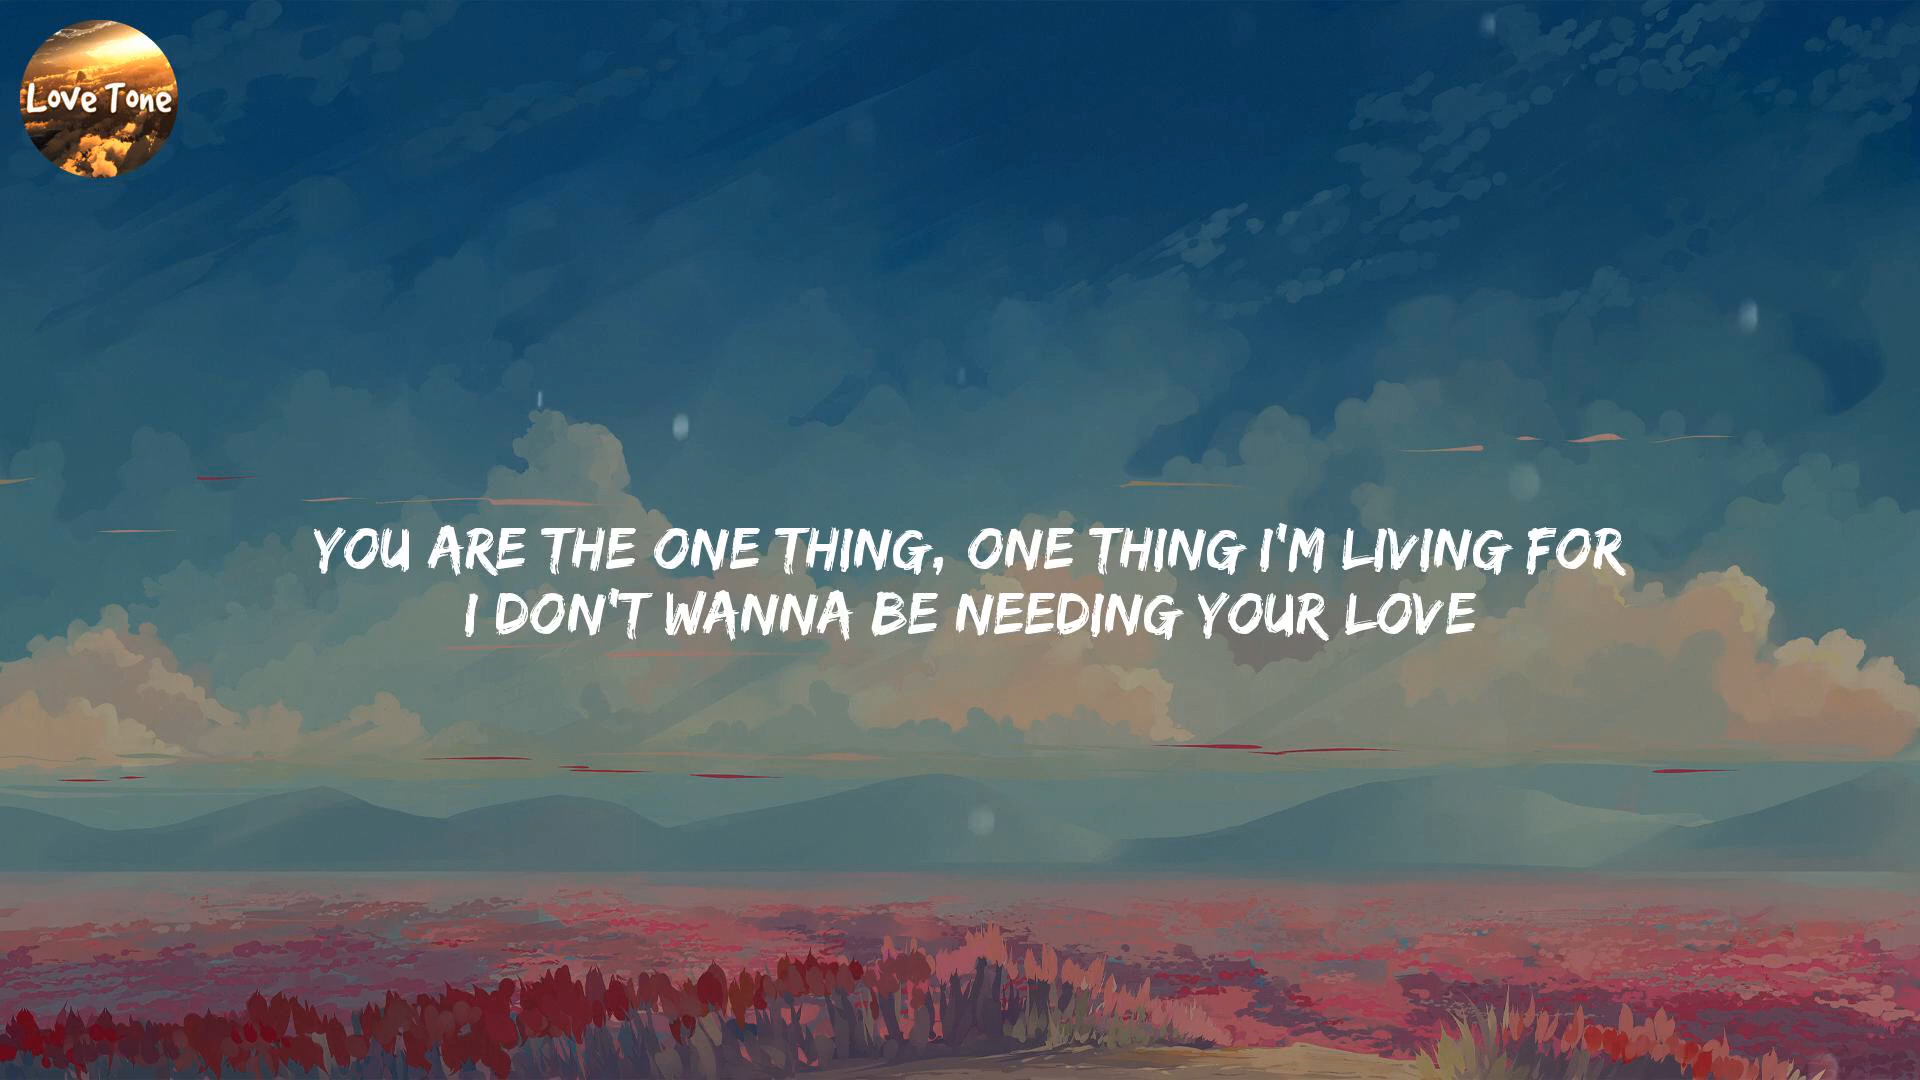 Love Tone
YOU ARE THE ONE THING, ONE THING I'M LIVING FOR
I DON'T WANNA BE NEEDING YOUR LOVE